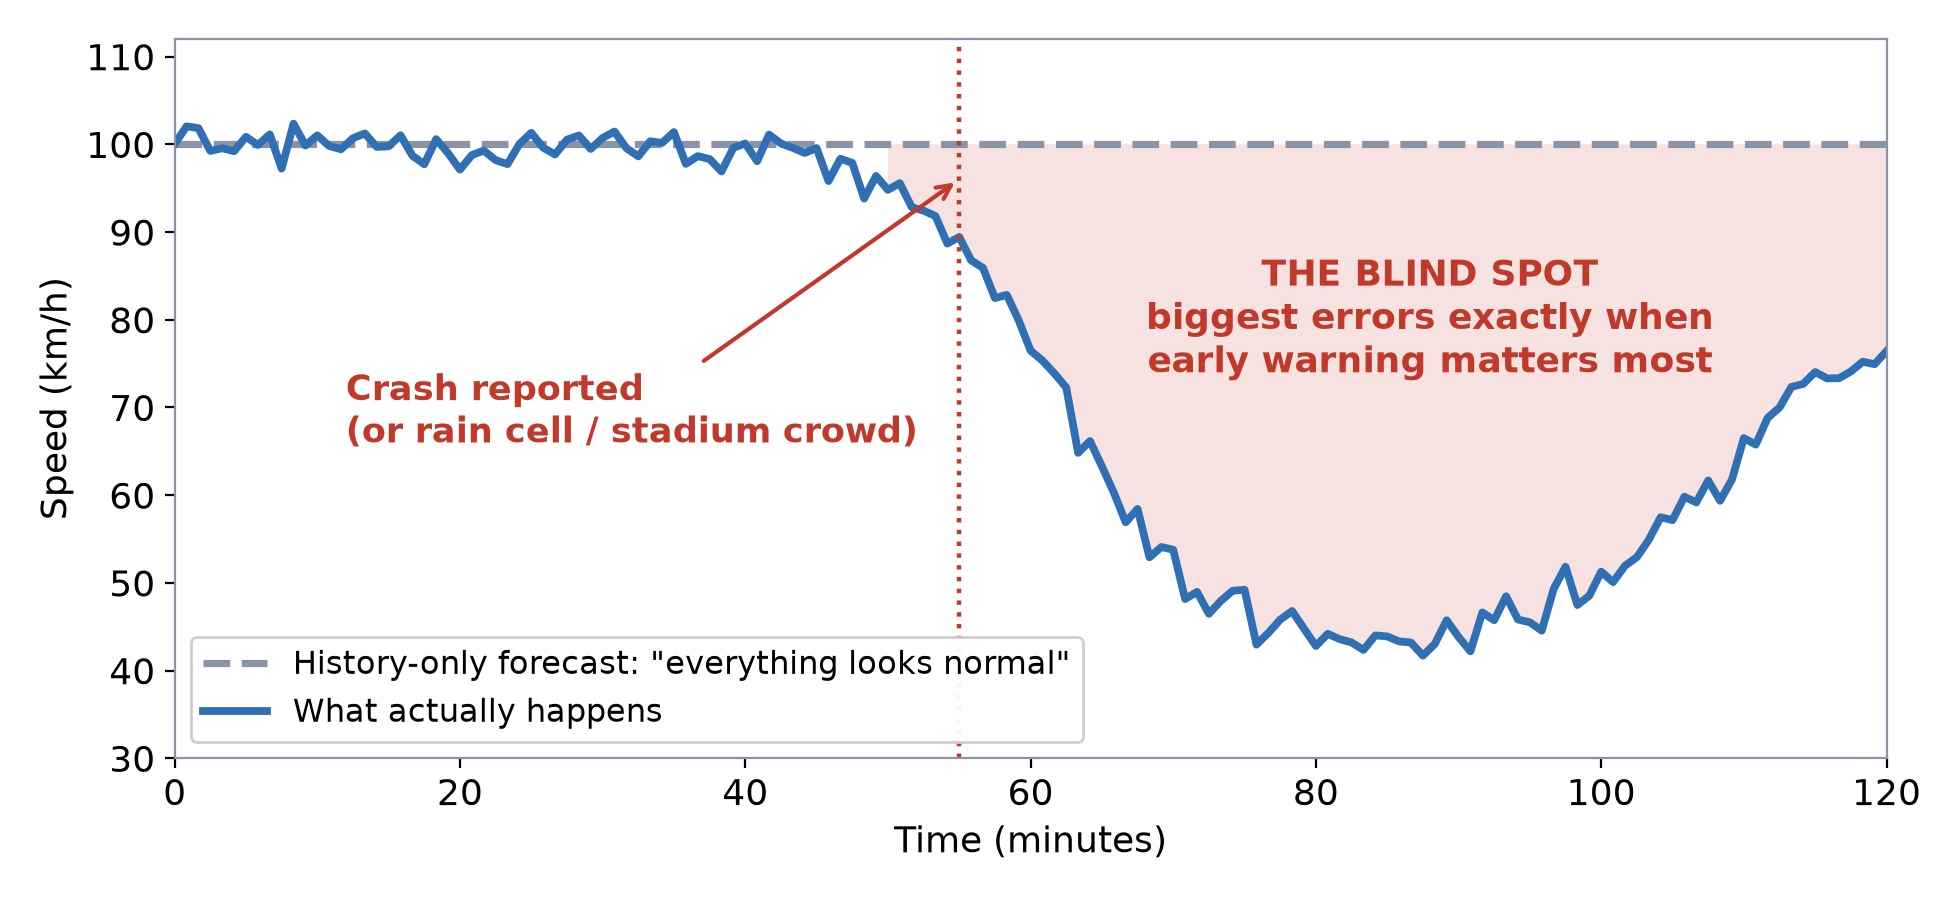 110
100
90
80
70
60
50
40
30
Speed (km/h)
THE BLIND SPOT
biggest errors exactly when
early warning matters most
Crash reported
(or rain cell / stadium crowd)
History-only forecast: "everything looks normal"
What actually happens
0 20 40 60 80 100 120
Time (minutes)